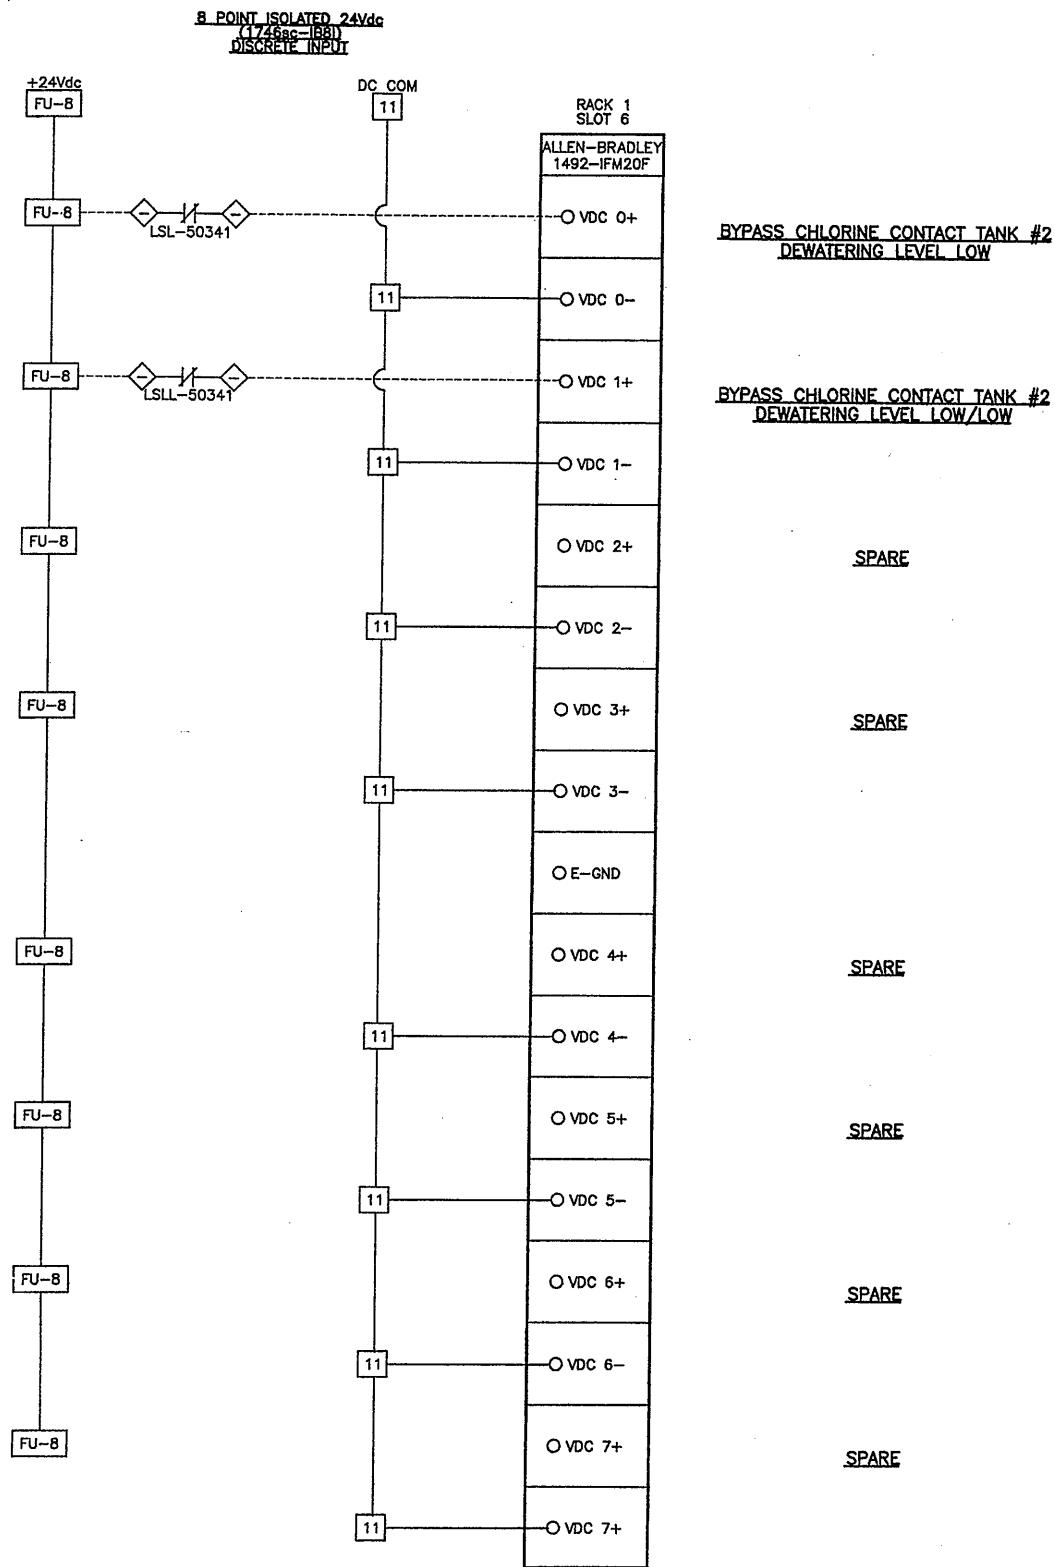 8 POINT ISOLATED 24Vdc
(1746sc-IB8I)
DISCRETE INPUT
+24Vdc
FU-8
DC COM
11
RACK 1
SLOT 6
ALLEN-BRADLEY
1492-IFM20F
FU-8
LSL-50341
VDC 0+
BYPASS CHLORINE CONTACT TANK #2
DEWATERING LEVEL LOW
11
VDC 0-
FU-8
LSLL-50341
VDC 1+
BYPASS CHLORINE CONTACT TANK #2
DEWATERING LEVEL LOW/LOW
11
VDC 1-
FU-8
VDC 2+
SPARE
11
VDC 2-
FU-8
VDC 3+
SPARE
11
VDC 3-
E-GND
FU-8
VDC 4+
SPARE
11
VDC 4-
FU-8
VDC 5+
SPARE
11
VDC 5-
FU-8
VDC 6+
SPARE
11
VDC 6-
FU-8
VDC 7+
SPARE
11
VDC 7+